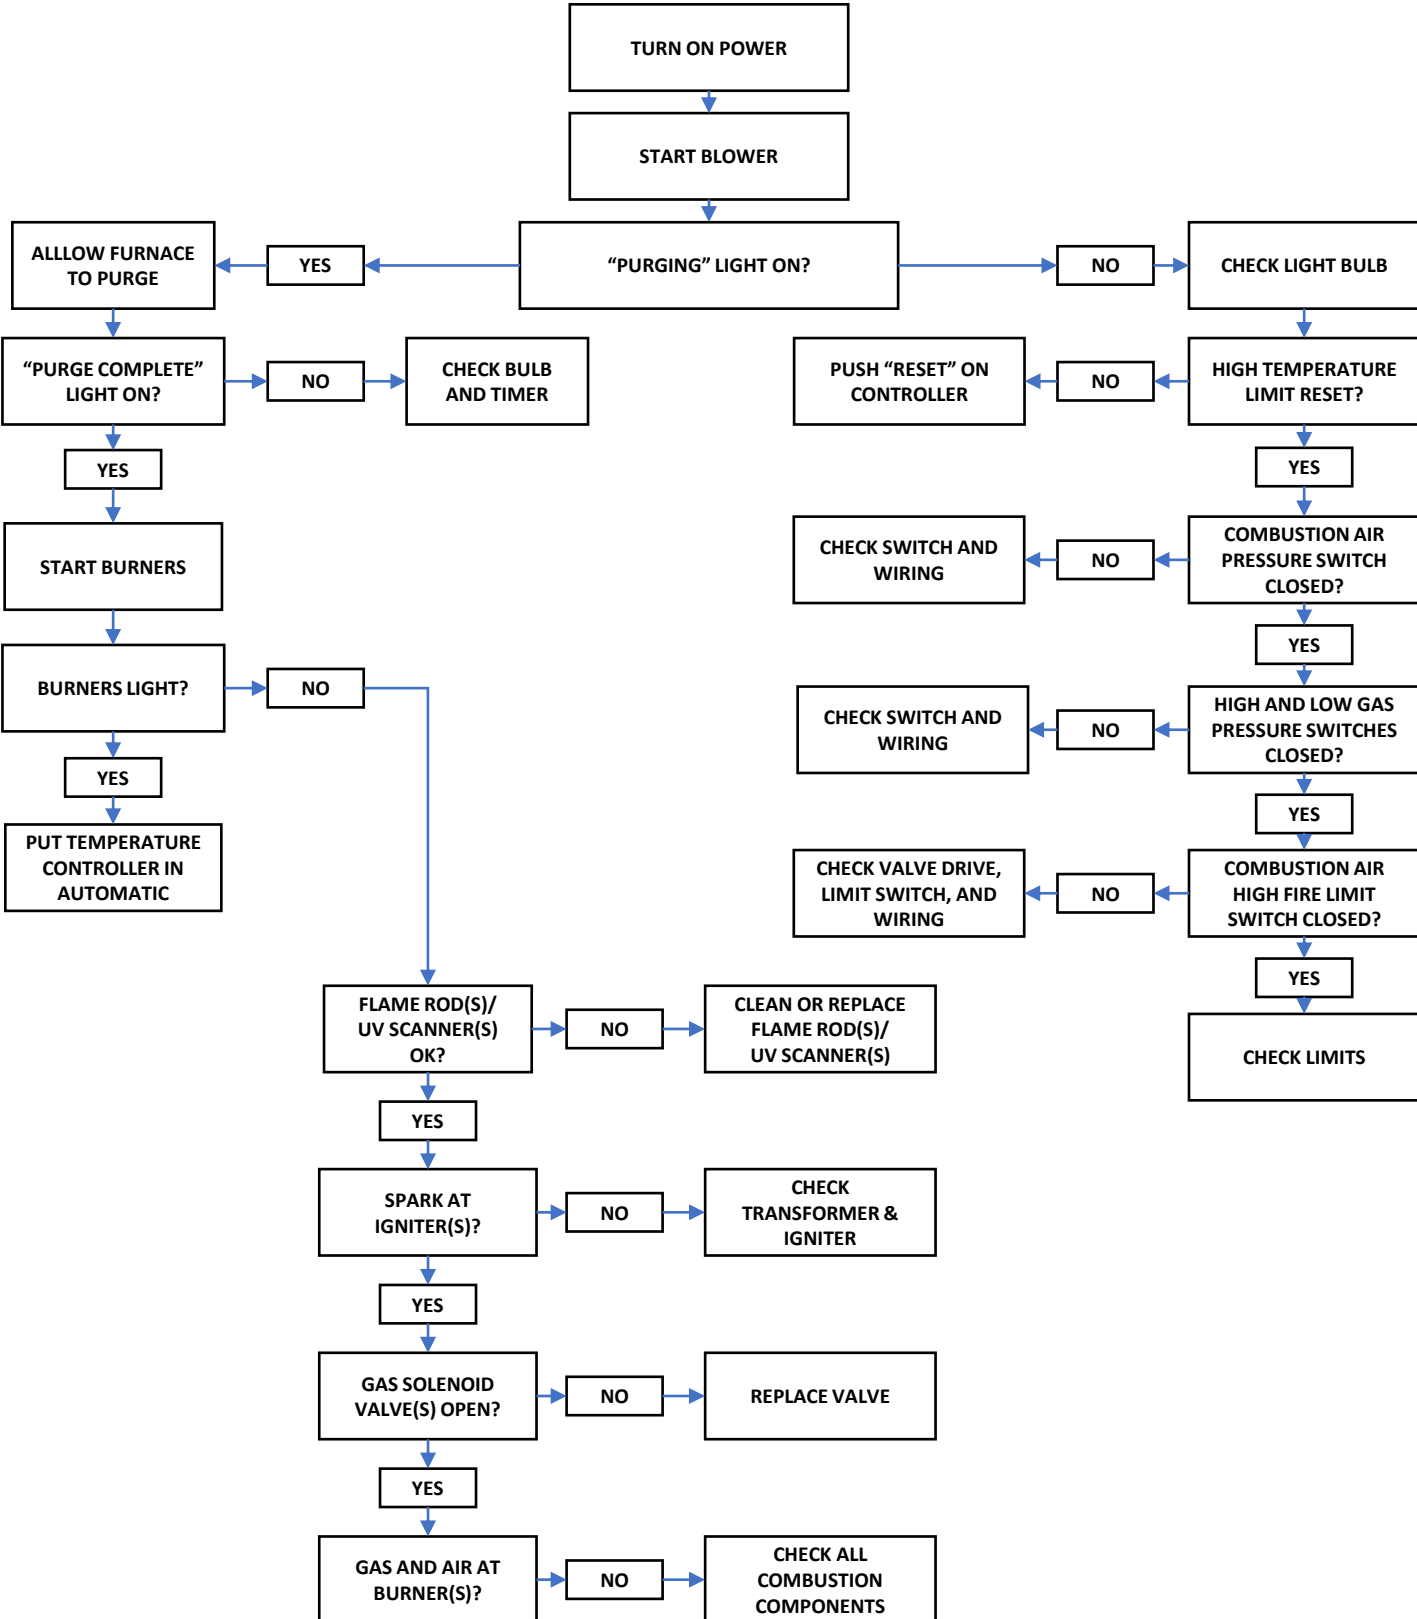 TURN ON POWER
START BLOWER
ALLLOW FURNACE
TO PURGE
YES
“PURGING” LIGHT ON?
NO
CHECK LIGHT BULB
“PURGE COMPLETE”
LIGHT ON?
NO
CHECK BULB
AND TIMER
PUSH “RESET” ON
CONTROLLER
NO
HIGH TEMPERATURE
LIMIT RESET?
YES
YES
START BURNERS
CHECK SWITCH AND
WIRING
NO
COMBUSTION AIR
PRESSURE SWITCH
CLOSED?
YES
BURNERS LIGHT?
NO
CHECK SWITCH AND
WIRING
NO
HIGH AND LOW GAS
PRESSURE SWITCHES
CLOSED?
YES
YES
PUT TEMPERATURE
CONTROLLER IN
AUTOMATIC
CHECK VALVE DRIVE,
LIMIT SWITCH, AND
WIRING
NO
COMBUSTION AIR
HIGH FIRE LIMIT
SWITCH CLOSED?
YES
FLAME ROD(S)/
UV SCANNER(S)
OK?
NO
CLEAN OR REPLACE
FLAME ROD(S)/
UV SCANNER(S)
CHECK LIMITS
YES
SPARK AT
IGNITER(S)?
NO
CHECK
TRANSFORMER &
IGNITER
YES
GAS SOLENOID
VALVE(S) OPEN?
NO
REPLACE VALVE
YES
GAS AND AIR AT
BURNER(S)?
NO
CHECK ALL
COMBUSTION
COMPONENTS